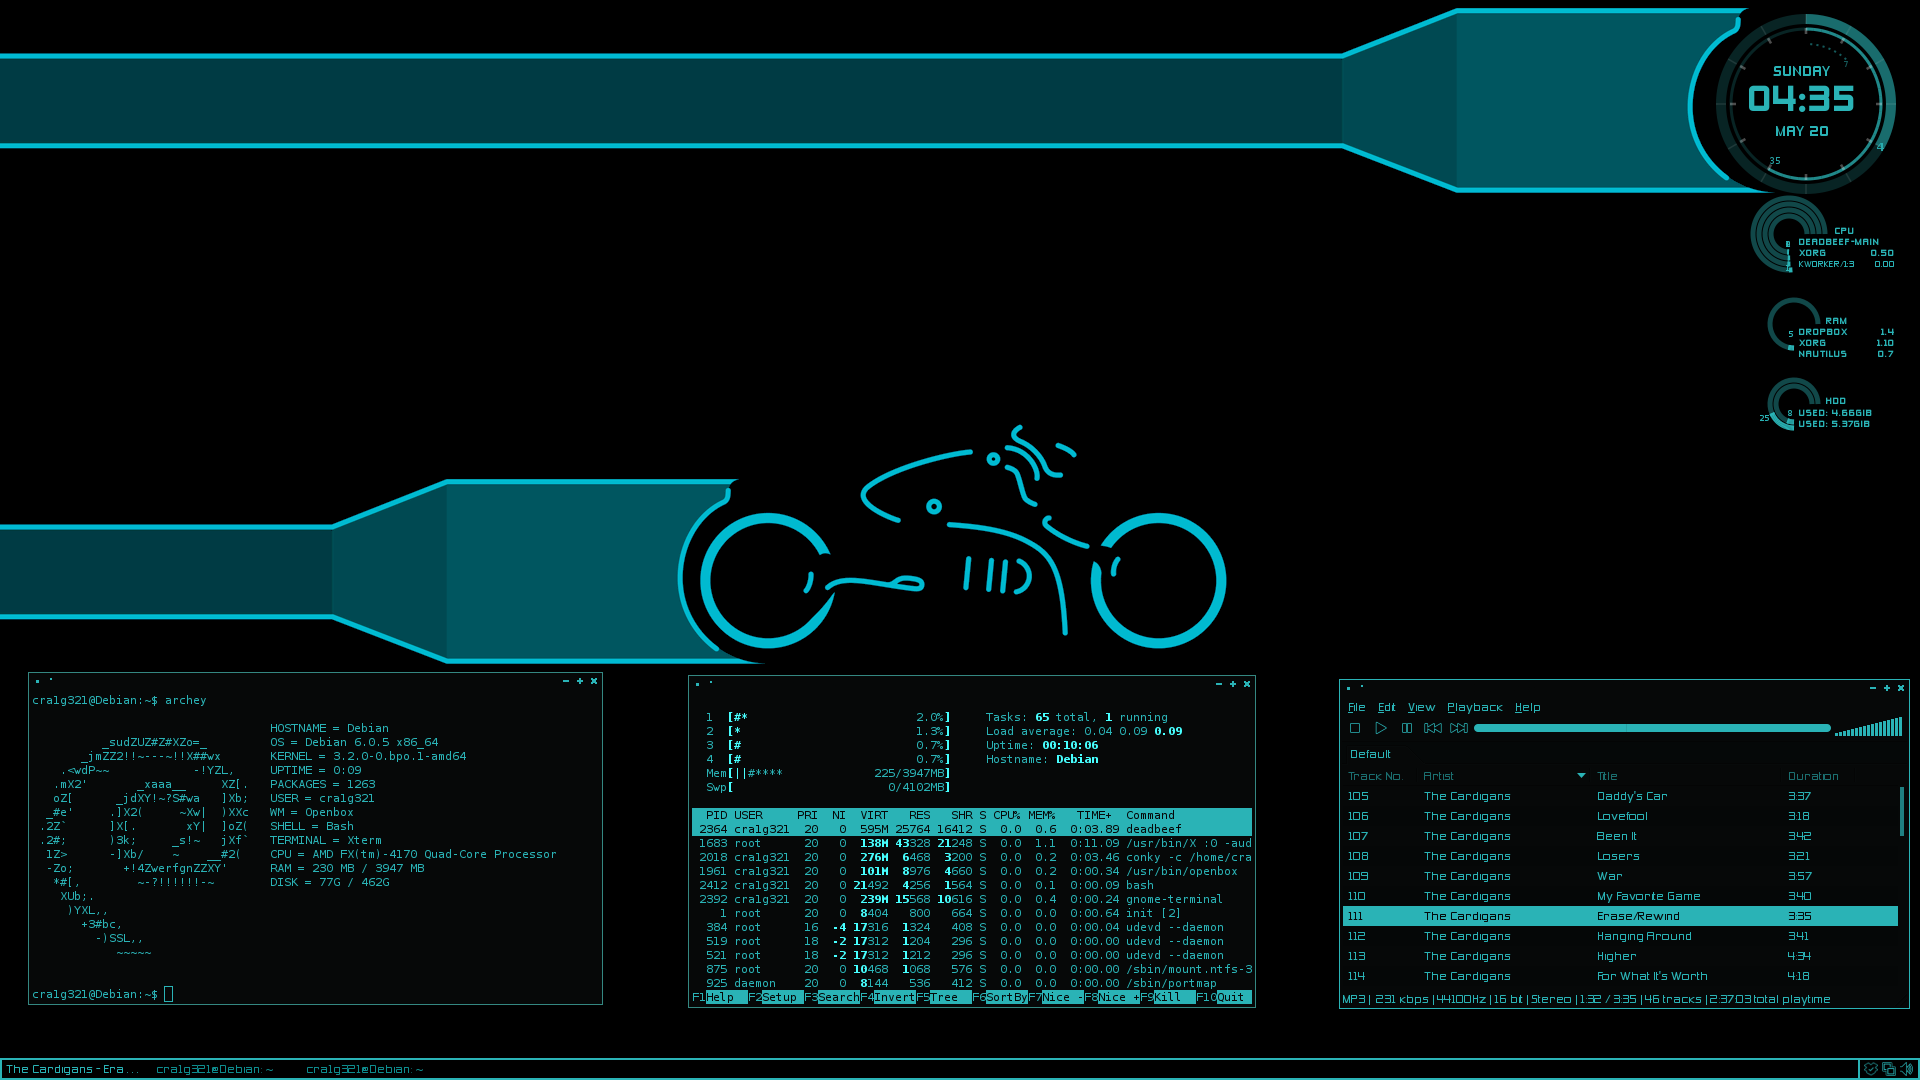 SUNDAY
04:35
MAY 20
7
4
35
CPU
DEADBEEF-MAIN
XORG 0.50
KWORKER/1:3 0.00
RAM
5 DROPBOX 1.4
XORG 1.10
NAUTILUS 0.7
HDD
8 USED: 4.66GIB
25 USED: 5.37GIB
cra1g321@Debian:~$ archey
HOSTNAME = Debian
OS = Debian 6.0.5 x86_64
KERNEL = 3.2.0-0.bpo.1-amd64
UPTIME = 0:09
PACKAGES = 1263
USER = cra1g321
WM = Openbox
SHELL = Bash
TERMINAL = Xterm
CPU = AMD FX(tm)-4170 Quad-Core Processor
RAM = 230 MB / 3947 MB
DISK = 77G / 462G
cra1g321@Debian:~$
1 [#* 2.0%] Tasks: 65 total, 1 running
2 [* 1.3%] Load average: 0.04 0.09 0.09
3 [# 0.7%] Uptime: 00:10:06
4 [# 0.7%] Hostname: Debian
Mem[||#**** 225/3947MB]
Swp[ 0/4102MB]
PID USER PRI NI VIRT RES SHR S CPU% MEM% TIME+ Command
2364 cra1g321 20 0 595M 25764 16412 S 0.0 0.6 0:03.89 deadbeef
1683 root 20 0 138M 43328 21248 S 0.0 1.1 0:11.09 /usr/bin/X :0 -aud
2018 cra1g321 20 0 276M 6468 3200 S 0.0 0.2 0:03.46 conky -c /home/cra
1961 cra1g321 20 0 101M 8976 4660 S 0.0 0.2 0:00.34 /usr/bin/openbox
2412 cra1g321 20 0 21492 4256 1564 S 0.0 0.1 0:00.09 bash
2392 cra1g321 20 0 239M 15568 10616 S 0.0 0.4 0:00.24 gnome-terminal
1 root 20 0 8404 800 664 S 0.0 0.0 0:00.64 init [2]
384 root 16 -4 17316 1324 408 S 0.0 0.0 0:00.04 udevd --daemon
519 root 18 -2 17312 1204 296 S 0.0 0.0 0:00.00 udevd --daemon
521 root 18 -2 17312 1212 296 S 0.0 0.0 0:00.00 udevd --daemon
875 root 20 0 10468 1068 576 S 0.0 0.0 0:00.00 /sbin/mount.ntfs-3
925 daemon 20 0 8144 536 412 S 0.0 0.0 0:00.00 /sbin/portmap
F1Help F2Setup F3SearchF4InvertF5Tree F6SortByF7Nice -F8Nice +F9Kill F10Quit
File Edit View Playback Help
Default
Track No. Artist Title Duration
105 The Cardigans Daddy's Car 3:37
106 The Cardigans Lovefool 3:18
107 The Cardigans Been It 3:42
108 The Cardigans Losers 3:21
109 The Cardigans War 3:57
110 The Cardigans My Favorite Game 3:40
111 The Cardigans Erase/Rewind 3:35
112 The Cardigans Hanging Around 3:41
113 The Cardigans Higher 4:34
114 The Cardigans For What It's Worth 4:18
MP3 | 231 kbps | 44100Hz | 16 bit | Stereo | 1:32 / 3:35 | 46 tracks | 2:37:03 total playtime
The Cardigans - Era... cra1g321@Debian: ~ cra1g321@Debian: ~